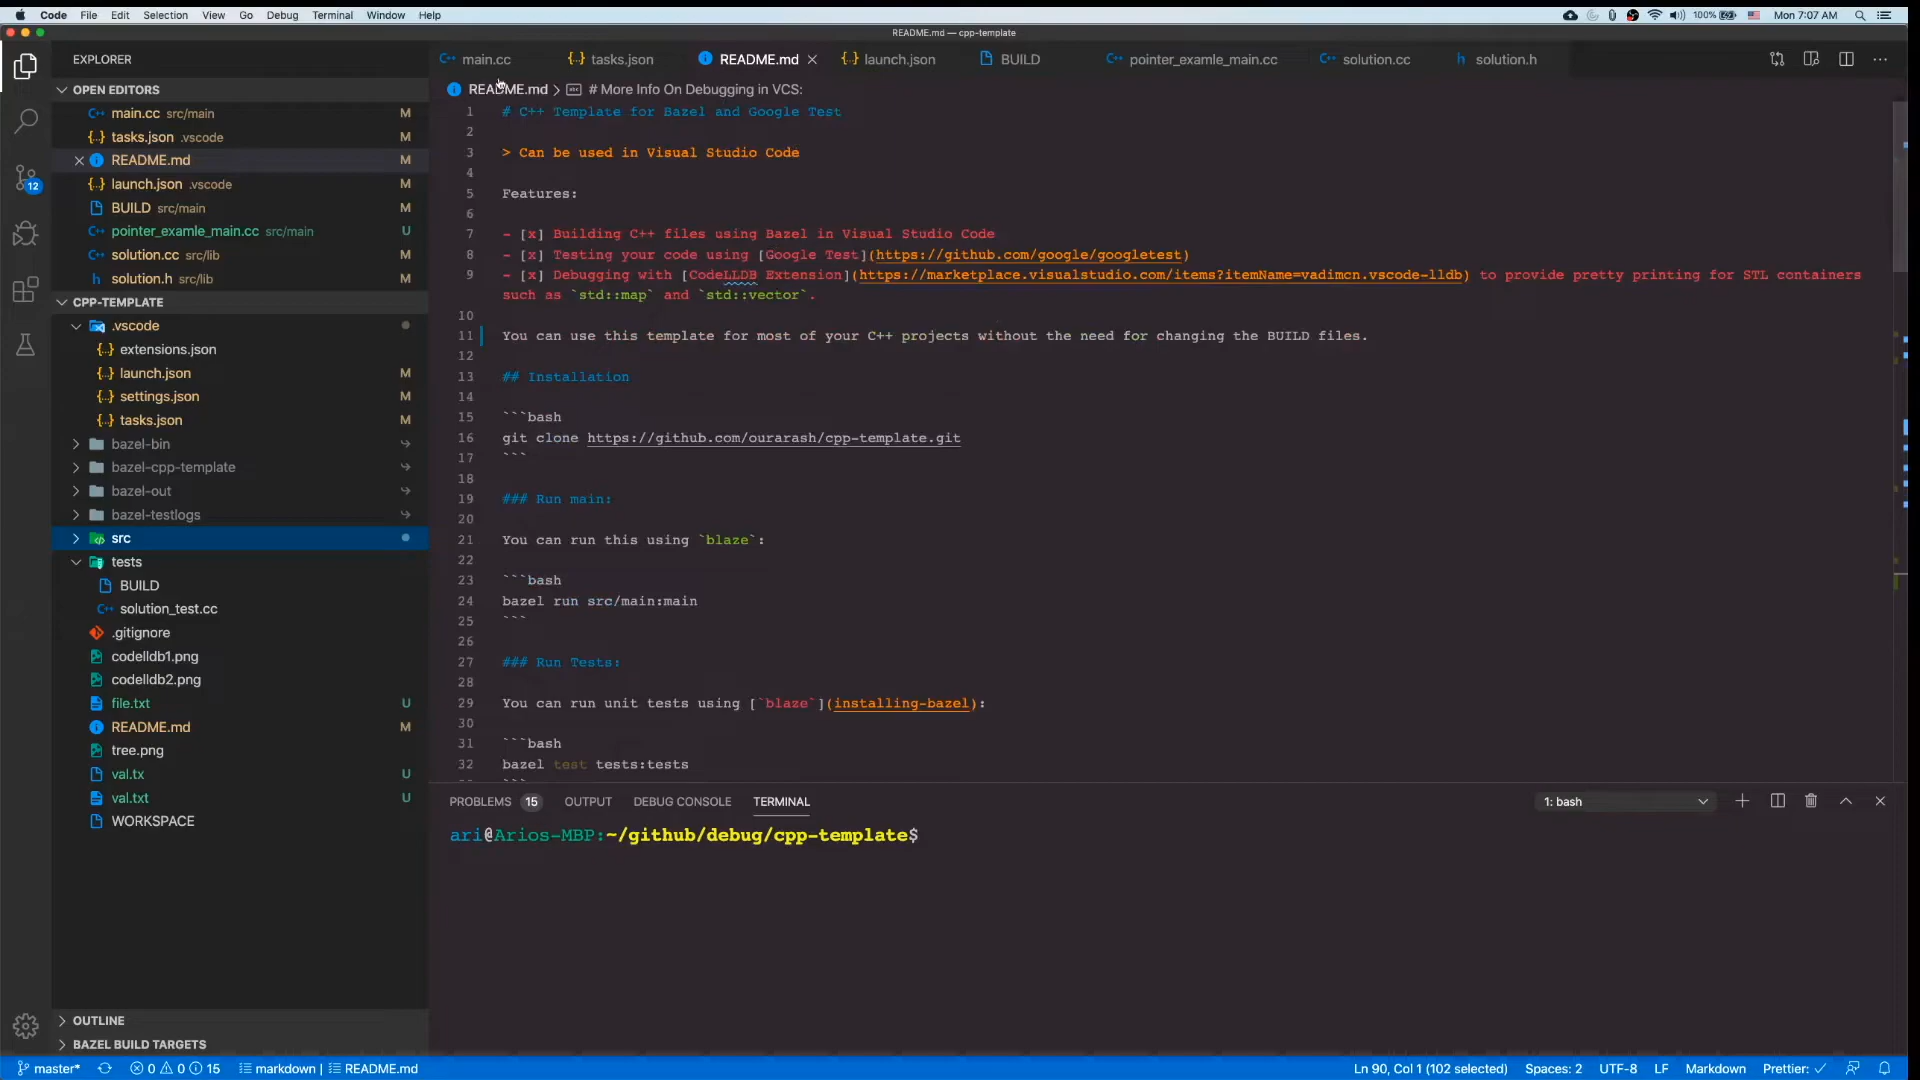 Code File Edit Selection View Go Debug Terminal Window Help 100% Mon 7:07 AM
README.md — cpp-template
EXPLORER
OPEN EDITORS
main.cc src/main M
tasks.json .vscode M
README.md M
launch.json .vscode M
BUILD src/main M
pointer_examle_main.cc src/main U
solution.cc src/lib M
solution.h src/lib M
CPP-TEMPLATE
.vscode
extensions.json
launch.json M
settings.json M
tasks.json M
bazel-bin
bazel-cpp-template
bazel-out
bazel-testlogs
src
tests
BUILD
solution_test.cc
.gitignore
codelldb1.png
codelldb2.png
file.txt U
README.md M
tree.png
val.tx U
val.txt U
WORKSPACE
OUTLINE
BAZEL BUILD TARGETS
12
main.cc tasks.json README.md launch.json BUILD pointer_examle_main.cc solution.cc solution.h
README.md > # More Info On Debugging in VCS:
1 # C++ Template for Bazel and Google Test
2
3 > Can be used in Visual Studio Code
4
5 Features:
6
7 - [x] Building C++ files using Bazel in Visual Studio Code
8 - [x] Testing your code using [Google Test](https://github.com/google/googletest)
9 - [x] Debugging with [CodeLLDB Extension](https://marketplace.visualstudio.com/items?itemName=vadimcn.vscode-lldb) to provide pretty printing for STL containers
such as `std::map` and `std::vector`.
10
11 You can use this template for most of your C++ projects without the need for changing the BUILD files.
12
13 ## Installation
14
15 ```bash
16 git clone https://github.com/ourarash/cpp-template.git
17 ```
18
19 ### Run main:
20
21 You can run this using `blaze`:
22
23 ```bash
24 bazel run src/main:main
25 ```
26
27 ### Run Tests:
28
29 You can run unit tests using [`blaze`](installing-bazel):
30
31 ```bash
32 bazel test tests:tests
PROBLEMS 15 OUTPUT DEBUG CONSOLE TERMINAL 1: bash
ari@Arios-MBP:~/github/debug/cpp-template$
master* 0 0 15 markdown | README.md Ln 90, Col 1 (102 selected) Spaces: 2 UTF-8 LF Markdown Prettier: ✓